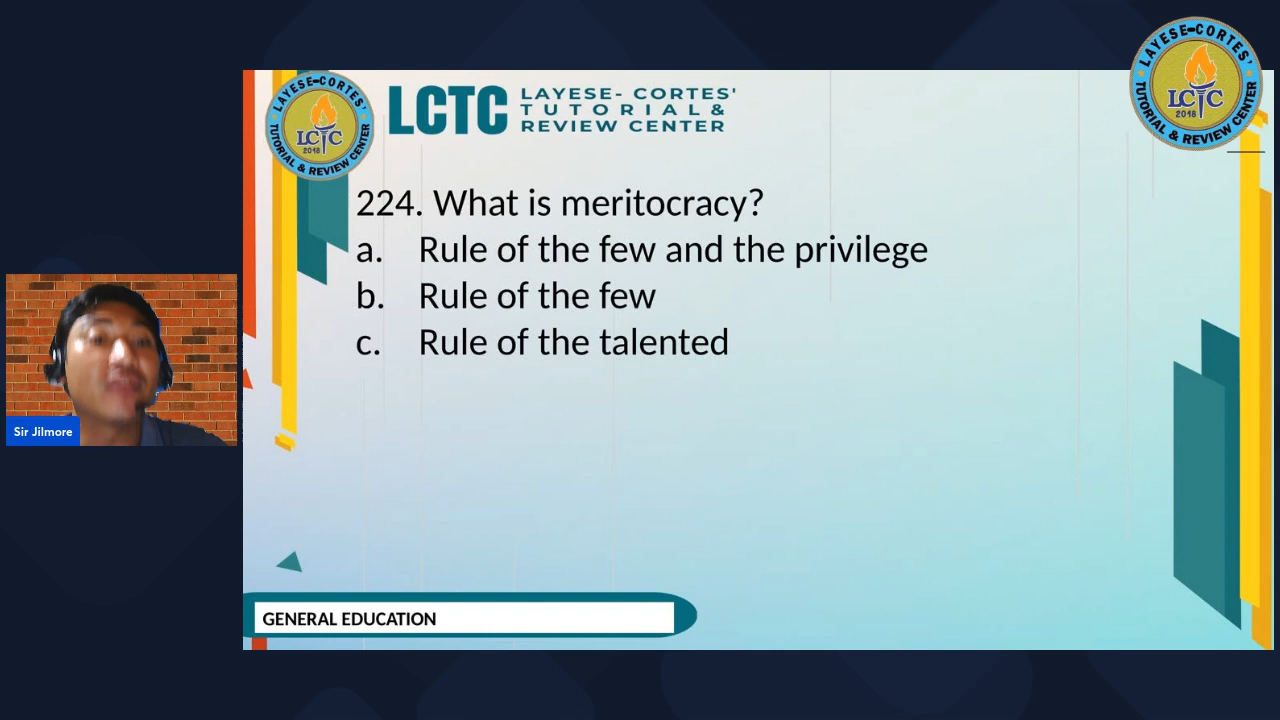 LAYESE-CORTES'
LCTC
2018
TUTORIAL & REVIEW CENTER
LAYESE-CORTES'
LCTC
2018
TUTORIAL & REVIEW CENTER
LCTC
LAYESE- CORTES'
TUTORIAL &
REVIEW CENTER
224. What is meritocracy?
a. Rule of the few and the privilege
b. Rule of the few
c. Rule of the talented
Sir Jilmore
GENERAL EDUCATION